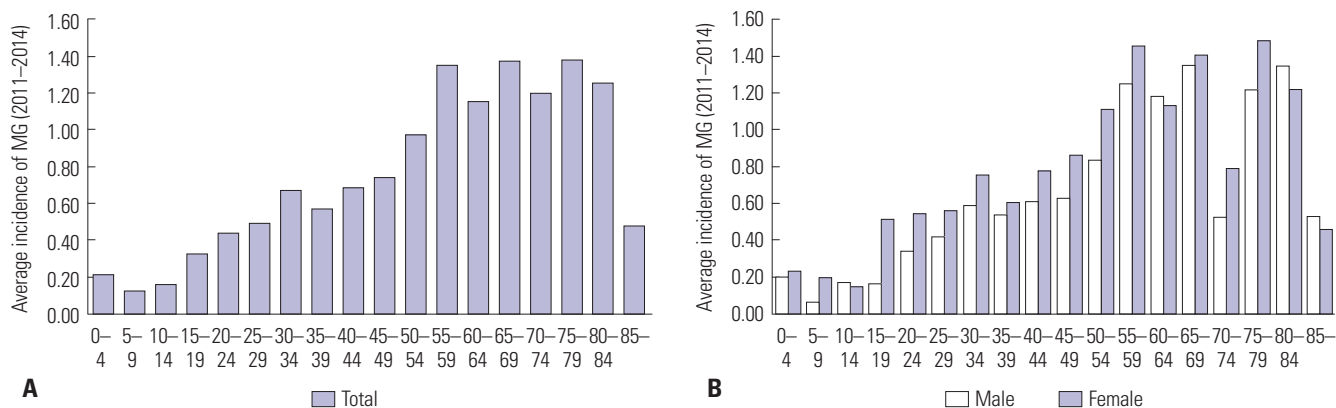 Average incidence of MG (2011–2014)
1.60
1.40
1.20
1.00
0.80
0.60
0.40
0.20
0.00
0– 5– 10– 15– 20– 25– 30– 35– 40– 45– 50– 55– 60– 65– 70– 75– 80– 85–
4 9 14 19 24 29 34 39 44 49 54 59 64 69 74 79 84
A
Total
Average incidence of MG (2011–2014)
1.60
1.40
1.20
1.00
0.80
0.60
0.40
0.20
0.00
0– 5– 10– 15– 20– 25– 30– 35– 40– 45– 50– 55– 60– 65– 70– 75– 80– 85–
4 9 14 19 24 29 34 39 44 49 54 59 64 69 74 79 84
B
Male Female